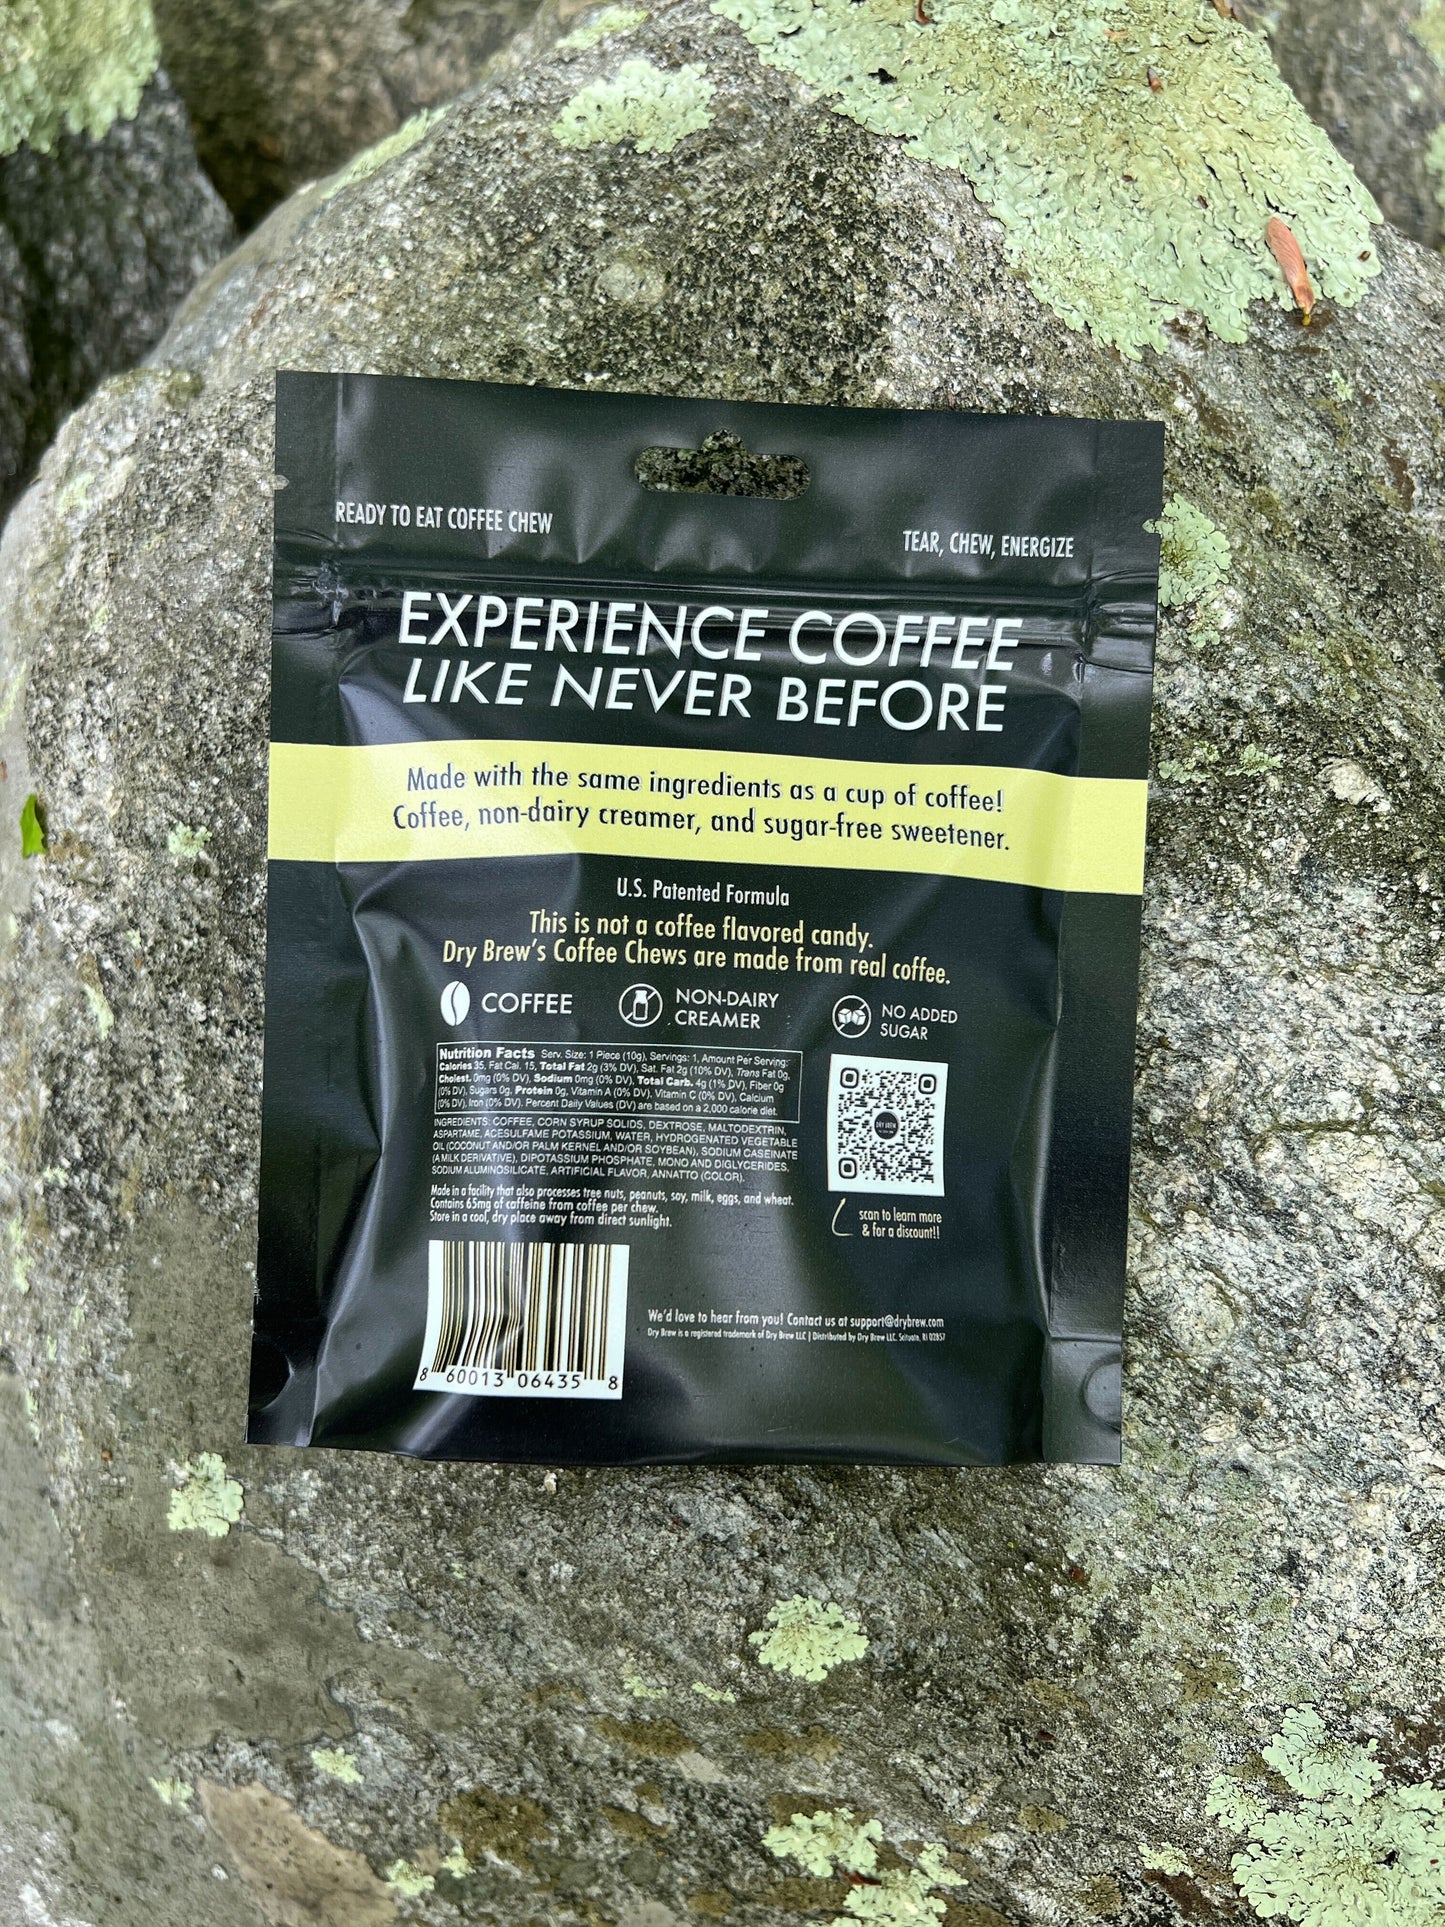 READY TO EAT COFFEE CHEW
TEAR, CHEW, ENERGIZE
EXPERIENCE COFFEE
LIKE NEVER BEFORE
Made with the same ingredients as a cup of coffee!
Coffee, non-dairy creamer, and sugar-free sweetener.
U.S. Patented Formula
This is not a coffee flavored candy.
Dry Brew's Coffee Chews are made from real coffee.
COFFEE
NON-DAIRY
CREAMER
NO ADDED
SUGAR
Nutrition Facts Serv. Size: 1 Piece (10g), Servings: 1, Amount Per Serving:
Calories 35, Fat Cal. 15, Total Fat 2g (3% DV), Sat. Fat 2g (10% DV), Trans Fat 0g,
Cholest. 0mg (0% DV), Sodium 0mg (0% DV), Total Carb. 4g (1% DV), Fiber 0g
(0% DV), Sugars 0g, Protein 0g, Vitamin A (0% DV), Vitamin C (0% DV), Calcium
(0% DV), Iron (0% DV). Percent Daily Values (DV) are based on a 2,000 calorie diet.
INGREDIENTS: COFFEE, CORN SYRUP SOLIDS, DEXTROSE, MALTODEXTRIN,
ASPARTAME, ACESULFAME POTASSIUM, WATER, HYDROGENATED VEGETABLE
OIL (COCONUT AND/OR PALM KERNEL AND/OR SOYBEAN), SODIUM CASEINATE
(A MILK DERIVATIVE), DIPOTASSIUM PHOSPHATE, MONO AND DIGLYCERIDES,
SODIUM ALUMINOSILICATE, ARTIFICIAL FLAVOR, ANNATTO (COLOR).
Made in a facility that also processes tree nuts, peanuts, soy, milk, eggs, and wheat.
Contains 65mg of caffeine from coffee per chew.
Store in a cool, dry place away from direct sunlight.
DRY BREW
scan to learn more
& for a discount!!
8 60013 06435 8
We'd love to hear from you! Contact us at support@drybrew.com
Dry Brew is a registered trademark of Dry Brew LLC | Distributed by Dry Brew LLC. Scituate, RI 02857